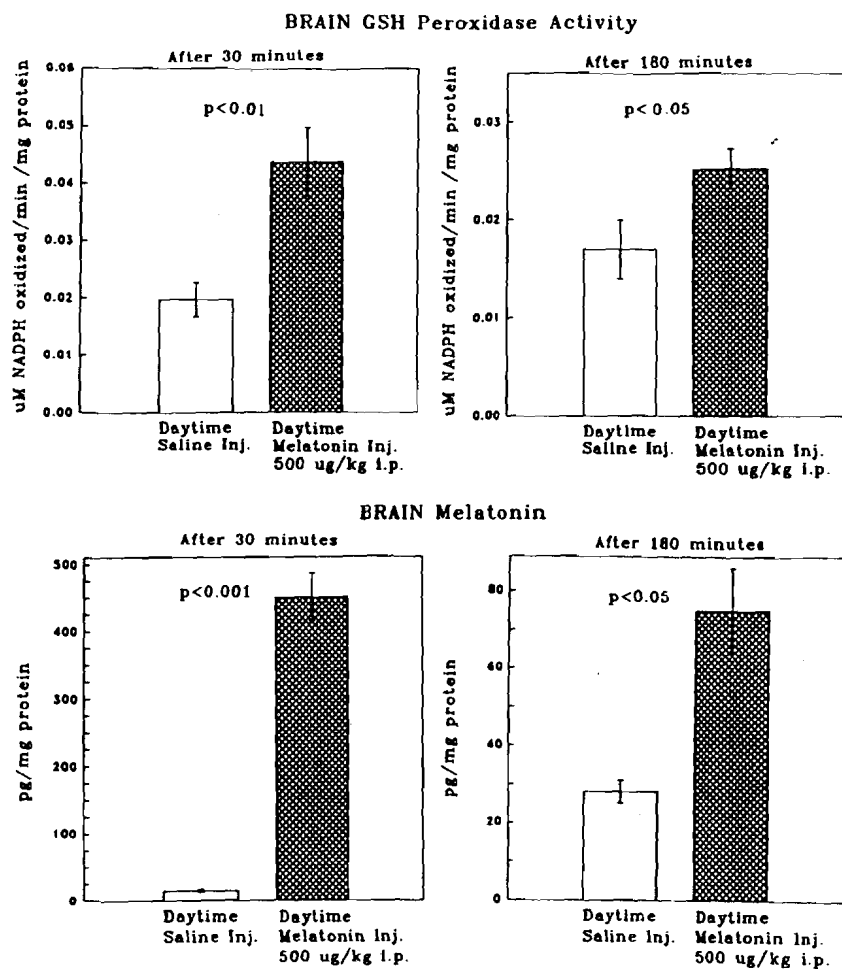 BRAIN GSH Peroxidase Activity
After 30 minutes
uM NADPH oxidized/min /mg protein
0.06
0.05
0.04
0.03
0.02
0.01
0.00
p<0.01
Daytime
Saline Inj.
Daytime
Melatonin Inj.
500 ug/kg i.p.
After 180 minutes
uM NADPH oxidized/min/mg protein
0.03
0.02
0.01
0.00
p<0.05
Daytime
Saline Inj.
Daytime
Melatonin Inj.
500 ug/kg i.p.
BRAIN Melatonin
After 30 minutes
pg/mg protein
500
400
300
200
100
0
p<0.001
Daytime
Saline Inj.
Daytime
Melatonin Inj.
500 ug/kg i.p.
After 180 minutes
pg/mg protein
80
60
40
20
0
p<0.05
Daytime
Saline Inj.
Daytime
Melatonin Inj.
500 ug/kg i.p.